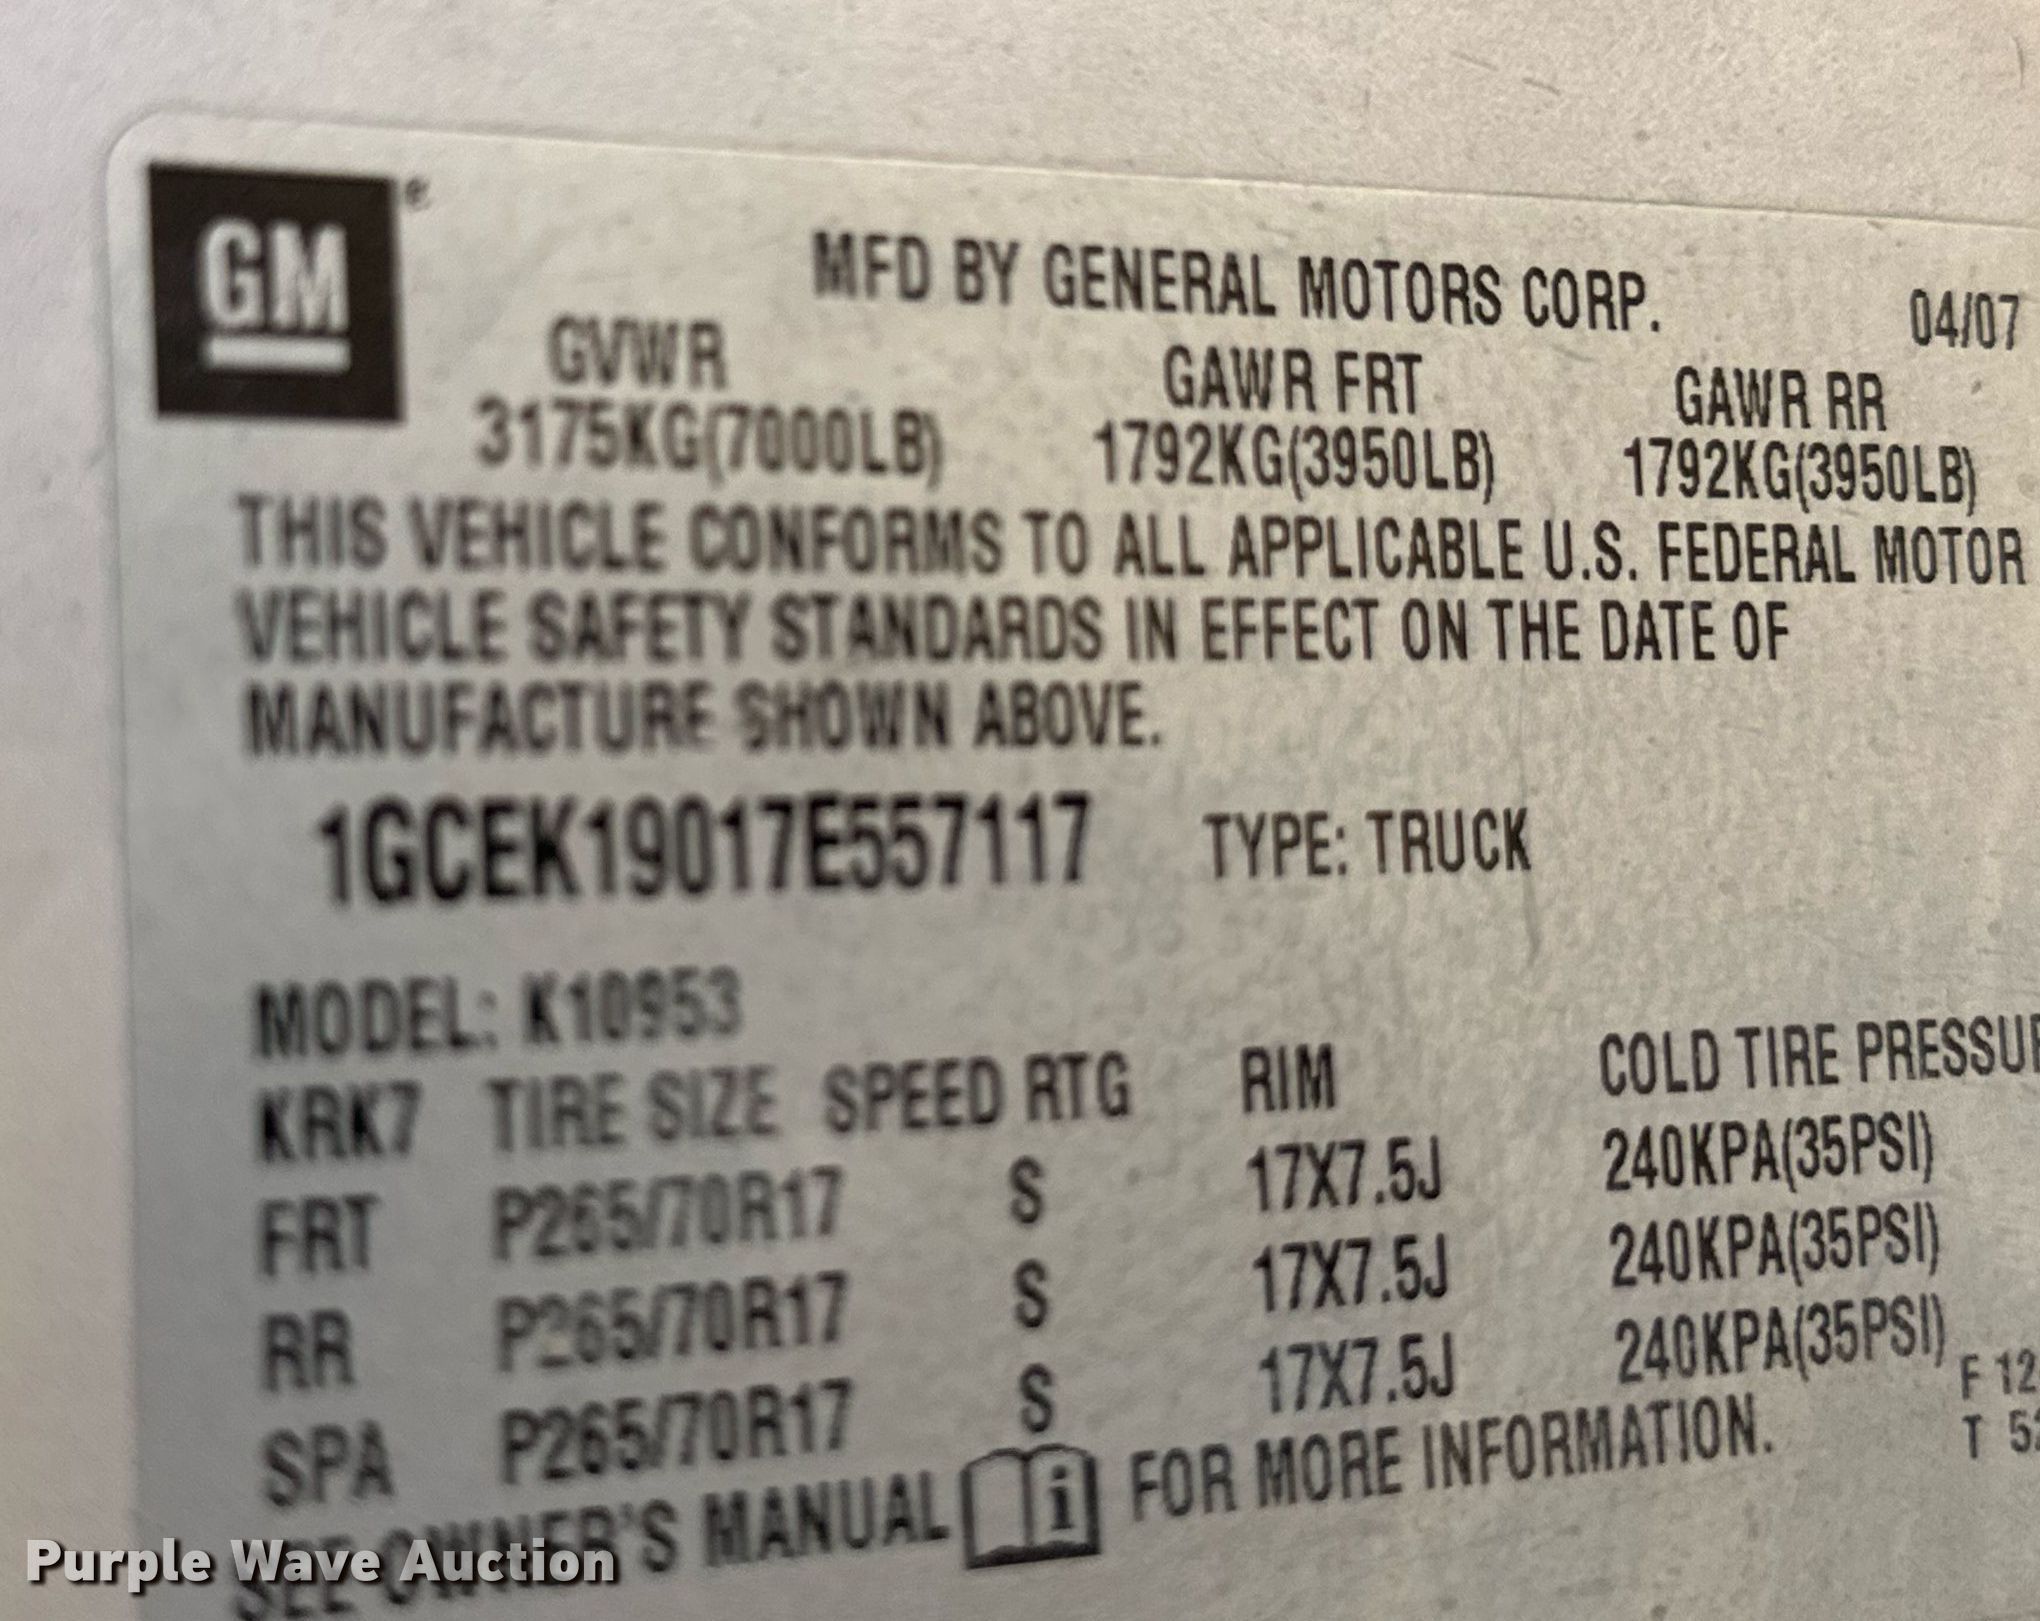 GM®
MFD BY GENERAL MOTORS CORP. 04/07
GVWR GAWR FRT GAWR RR
3175KG(7000LB) 1792KG(3950LB) 1792KG(3950LB)
THIS VEHICLE CONFORMS TO ALL APPLICABLE U.S. FEDERAL MOTOR
VEHICLE SAFETY STANDARDS IN EFFECT ON THE DATE OF
MANUFACTURE SHOWN ABOVE.
1GCEK19017E557117 TYPE: TRUCK
MODEL: K10953
KRK7 TIRE SIZE SPEED RTG RIM COLD TIRE PRESSUR
FRT P265/70R17 S 17X7.5J 240KPA(35PSI)
RR P265/70R17 S 17X7.5J 240KPA(35PSI)
SPA P265/70R17 S 17X7.5J 240KPA(35PSI)
F 12
SEE OWNER'S MANUAL i FOR MORE INFORMATION. T 5
Purple Wave Auction